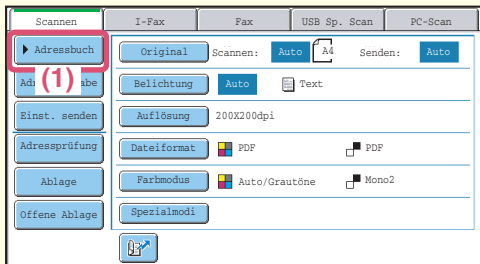 Scannen I-Fax Fax USB Sp. Scan PC-Scan
Adressbuch Original Scannen: Auto A4 Senden: Auto
(1) Belichtung Auto Text
Einst. senden Auflösung 200X200dpi
Adressprüfung Dateiformat PDF PDF
Ablage Farbmodus Auto/Grautöne Mono2
Offene Ablage Spezialmodi